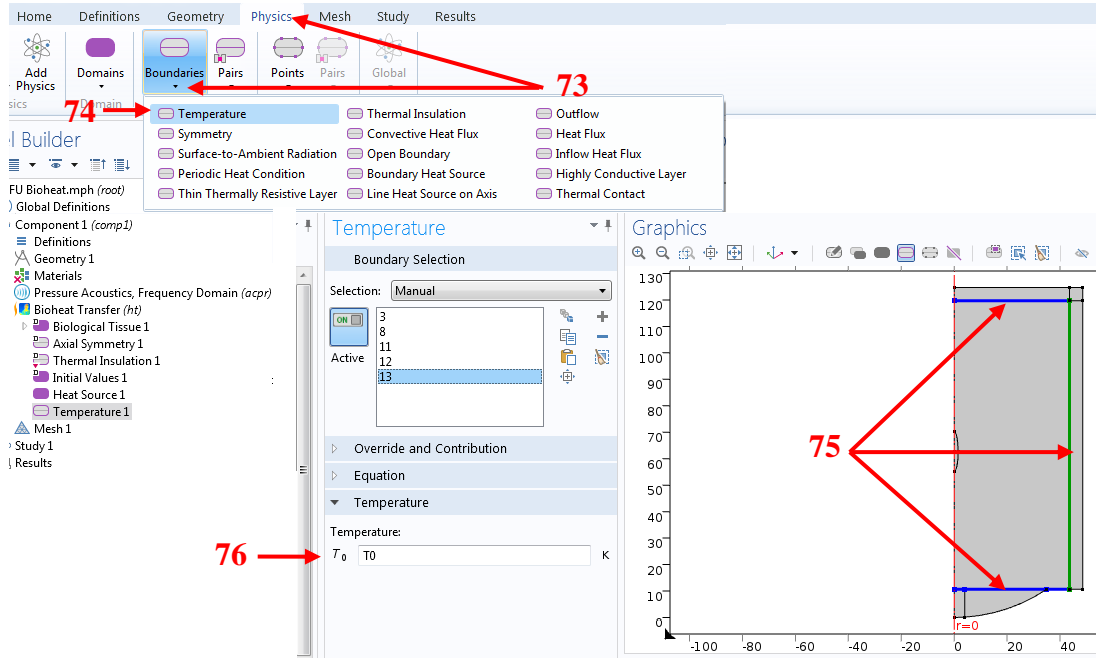 Home Definitions Geometry Physics Mesh Study Results
Add Physics Domains Boundaries Pairs Points Pairs Global
sics Domain
73
74
Temperature Thermal Insulation Outflow
Symmetry Convective Heat Flux Heat Flux
Surface-to-Ambient Radiation Open Boundary Inflow Heat Flux
Periodic Heat Condition Boundary Heat Source Highly Conductive Layer
Thin Thermally Resistive Layer Line Heat Source on Axis Thermal Contact
l Builder
FU Bioheat.mph (root)
Global Definitions
Component 1 (comp1)
Definitions
Geometry 1
Materials
Pressure Acoustics, Frequency Domain (acpr)
Bioheat Transfer (ht)
Biological Tissue 1
Axial Symmetry 1
Thermal Insulation 1
Initial Values 1
Heat Source 1
Temperature 1
Mesh 1
Study 1
Results
Temperature
Boundary Selection
Selection: Manual
ON
Active
3
8
11
12
13
Override and Contribution
Equation
Temperature
Temperature:
76
T0 T0 K
Graphics
130
120
110
100
90
80
70
60
50
40
30
20
10
0
75
r=0
-100 -80 -60 -40 -20 0 20 40